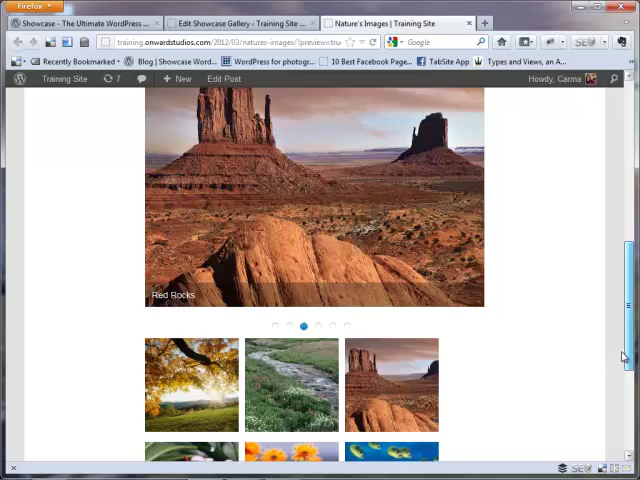 Firefox
Showcase - The Ultimate WordPress ...
Edit Showcase Gallery ‹ Training Site ...
Nature's Images | Training Site
training.onwardstudios.com/2012/03/natures-images/?preview=tru
Google
Recently Bookmarked
Blog | Showcase Word...
WordPress for photogr...
10 Best Facebook Page...
TabSite App
Types and Views, an A...
Training Site
7
+ New
Edit Post
Howdy, Carma
Red Rocks